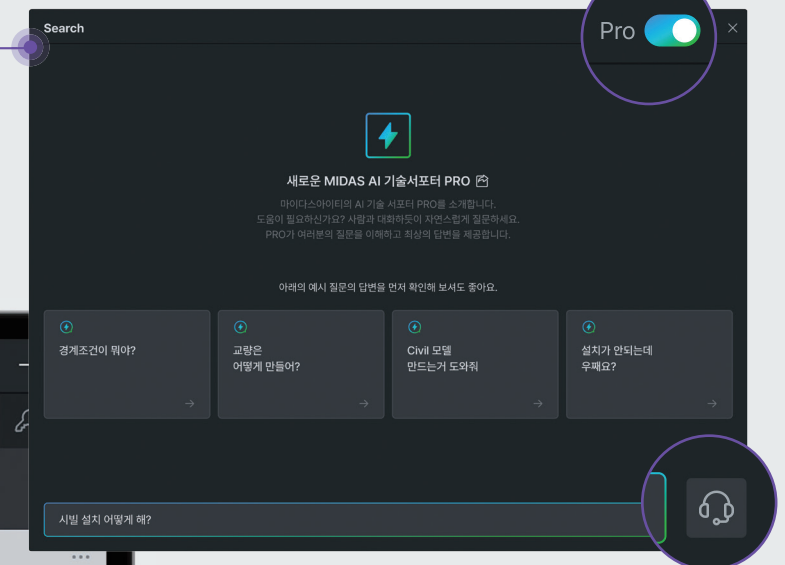 Search
Pro
새로운 MIDAS AI 기술서포터 PRO
마이다스아이티의 AI 기술 서포터 PRO를 소개합니다.
도움이 필요하신가요? 사람과 대화하듯이 자연스럽게 질문하세요.
PRO가 여러분의 질문을 이해하고 최상의 답변을 제공합니다.
아래의 예시 질문의 답변을 먼저 확인해 보셔도 좋아요.
경계조건이 뭐야?
교량은
어떻게 만들어?
Civil 모델
만드는거 도와줘
설치가 안되는데
우째요?
시빌 설치 어떻게 해?